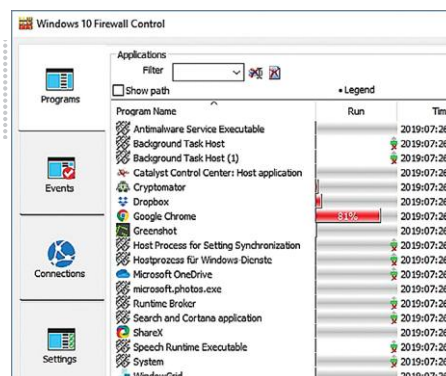 Windows 10 Firewall Control
Applications
Filter
Show path
Legend
Program Name Run Tim
Programs
Antimalware Service Executable 2019:07:26
Background Task Host 2019:07:26
Background Task Host (1) 2019:07:26
Catalyst Control Center: Host application 2019:07:26
Cryptomator 2019:07:26
Events
Dropbox 2019:07:26
Google Chrome 81% 2019:07:26
Greenshot 2019:07:26
Host Process for Setting Synchronization 2019:07:26
Hostprozess für Windows-Dienste 2019:07:26
Connections
Microsoft OneDrive 2019:07:26
microsoft.photos.exe 2019:07:26
Runtime Broker 2019:07:26
Search and Cortana application 2019:07:26
ShareX 2019:07:26
Speech Runtime Executable 2019:07:26
Settings
System 2019:07:26
WindowGrid 2019:07:26